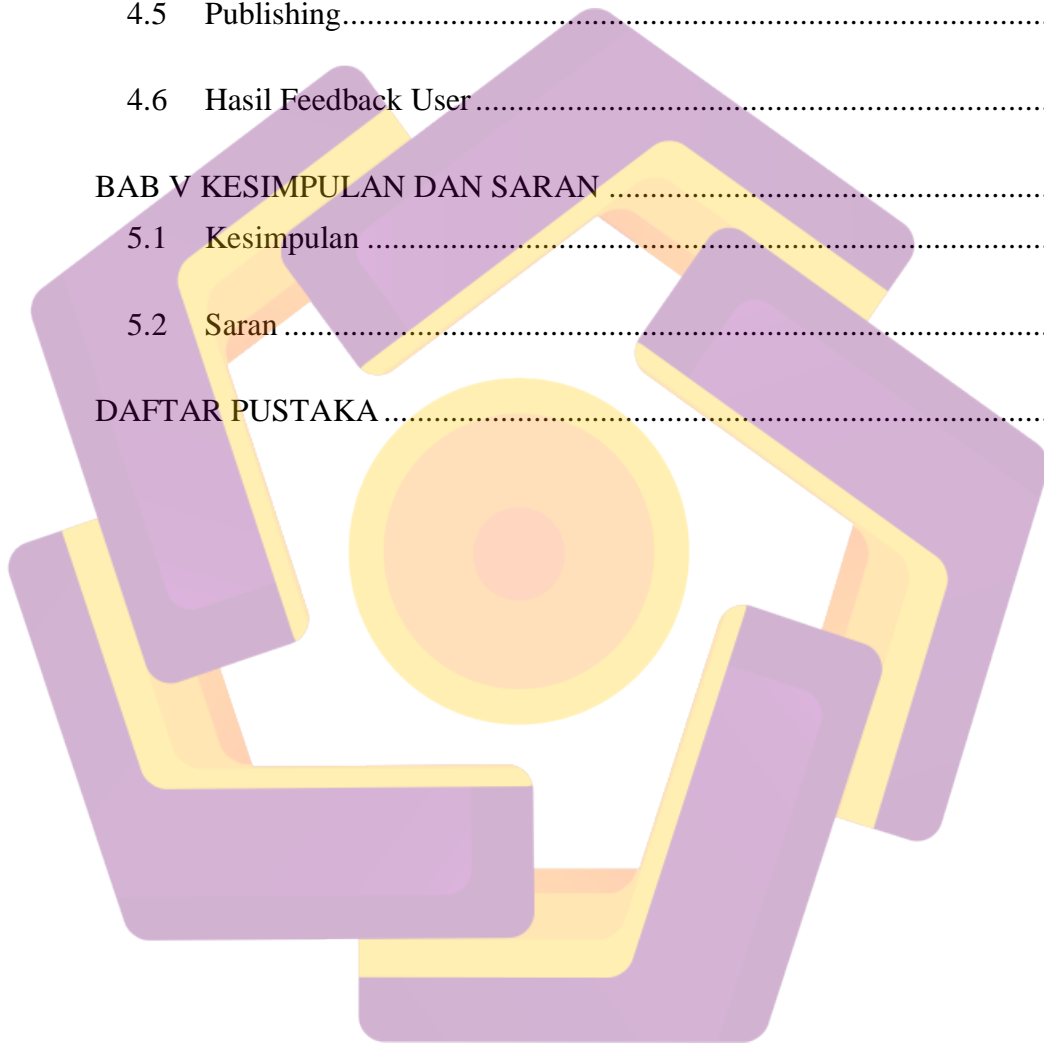 4.5 Publishing........................................................................................
4.6 Hasil Feedback User........................................................................
BAB V KESIMPULAN DAN SARAN......................................................
5.1 Kesimpulan.....................................................................................
5.2 Saran................................................................................................
DAFTAR PUSTAKA...................................................................................